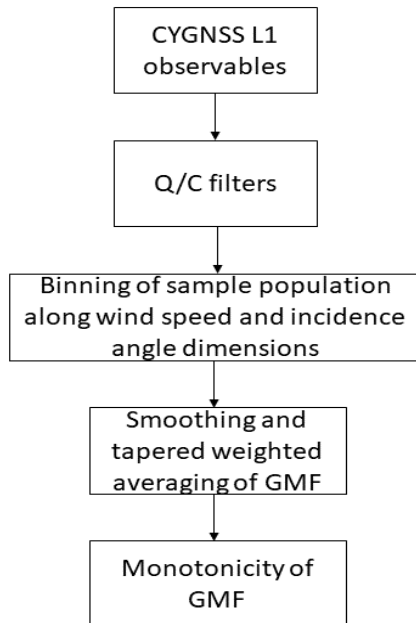 CYGNSS L1
observables
Q/C filters
Binning of sample population
along wind speed and incidence
angle dimensions
Smoothing and
tapered weighted
averaging of GMF
Monotonicity of
GMF